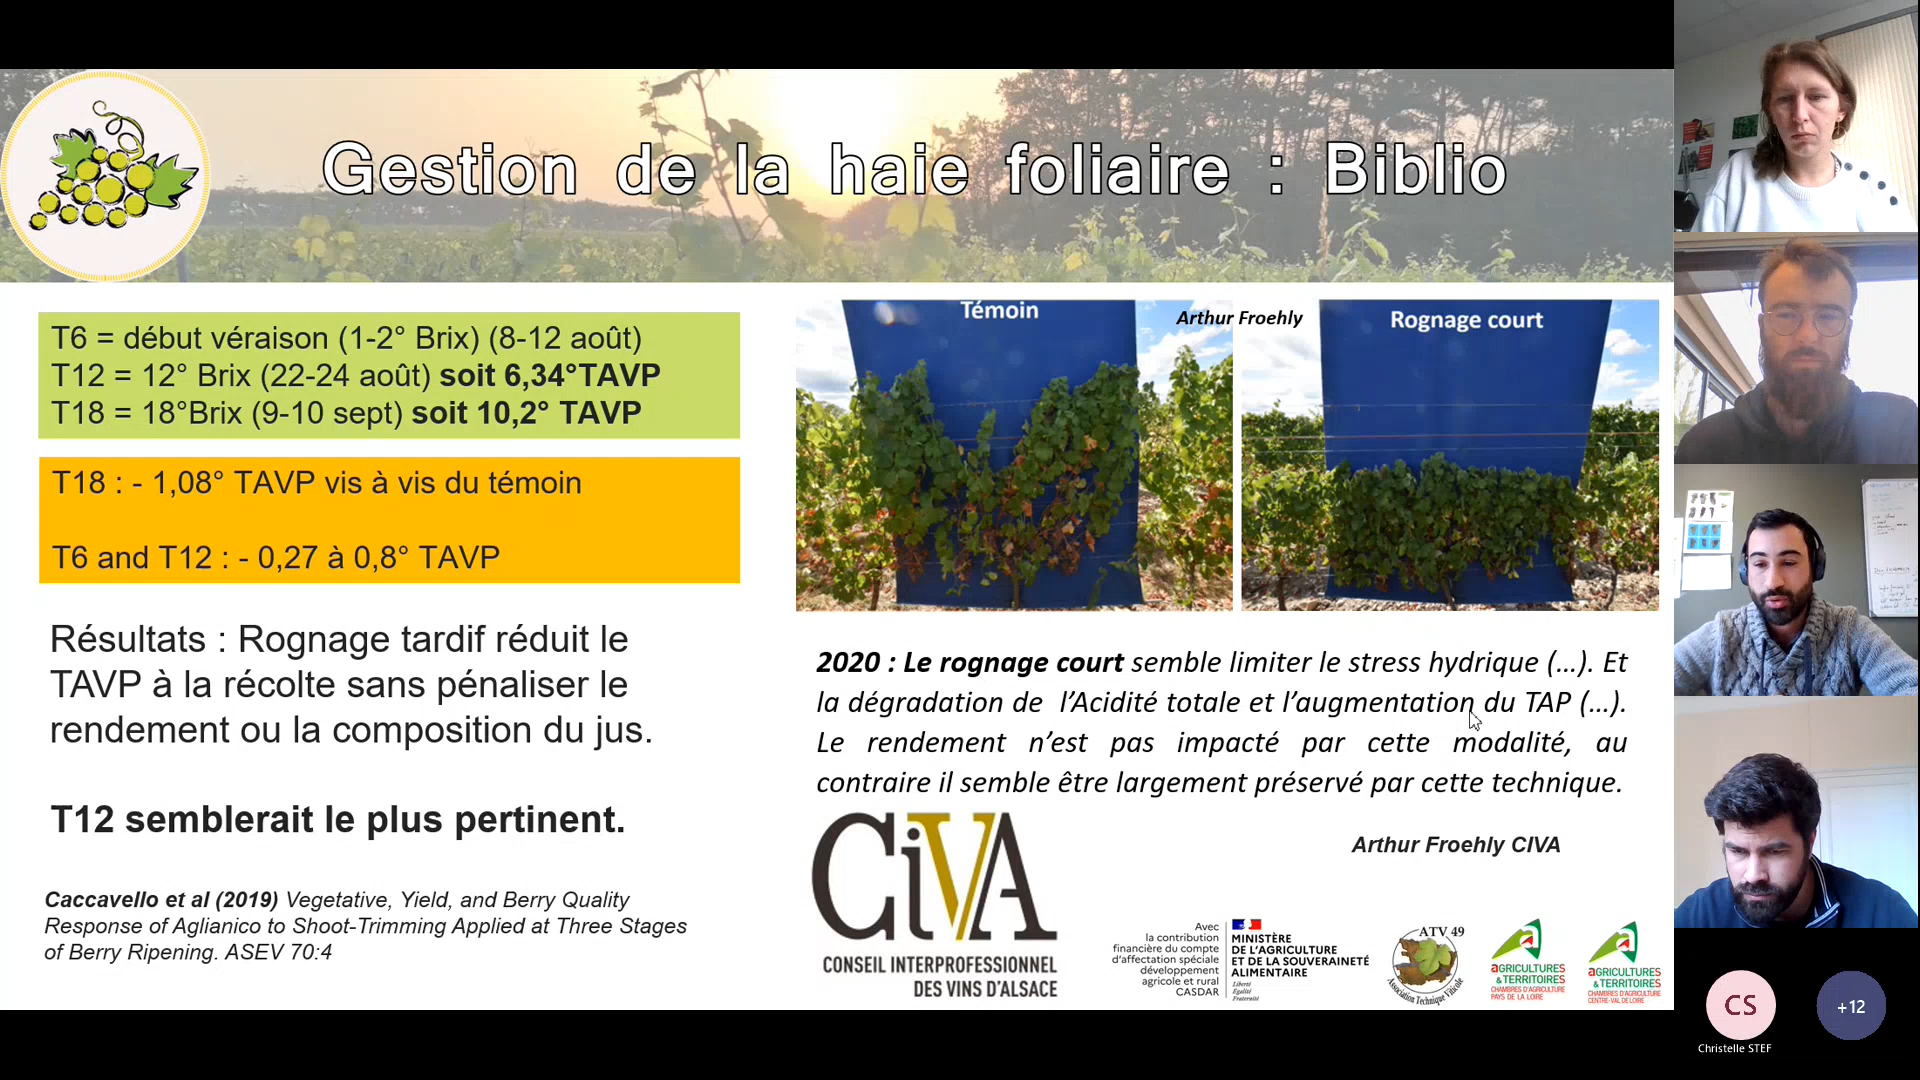 Gestion de la haie foliaire : Biblio
T6 = début véraison (1-2° Brix) (8-12 août)
T12 = 12° Brix (22-24 août) soit 6,34°TAVP
T18 = 18°Brix (9-10 sept) soit 10,2° TAVP
T18 : - 1,08° TAVP vis à vis du témoin
T6 and T12 : - 0,27 à 0,8° TAVP
Résultats : Rognage tardif réduit le
TAVP à la récolte sans pénaliser le
rendement ou la composition du jus.
T12 semblerait le plus pertinent.
Caccavello et al (2019) Vegetative, Yield, and Berry Quality
Response of Aglianico to Shoot-Trimming Applied at Three Stages
of Berry Ripening. ASEV 70:4
Témoin
Arthur Froehly
Rognage court
2020 : Le rognage court semble limiter le stress hydrique (...). Et
la dégradation de l'Acidité totale et l'augmentation du TAP (...).
Le rendement n'est pas impacté par cette modalité, au
contraire il semble être largement préservé par cette technique.
Arthur Froehly CIVA
CiVA
CONSEIL INTERPROFESSIONNEL
DES VINS D'ALSACE
Avec
la contribution
financière du compte
d'affectation spéciale
développement
agricole et rural
CASDAR
MINISTÈRE
DE L'AGRICULTURE
ET DE LA SOUVERAINETÉ
ALIMENTAIRE
Liberté
Égalité
Fraternité
ATV 49
Association Technique Viticole
AGRICULTURES
& TERRITOIRES
CHAMBRES D'AGRICULTURE
PAYS DE LA LOIRE
AGRICULTURES
& TERRITOIRES
CHAMBRES D'AGRICULTURE
CENTRE-VAL DE LOIRE
CS
Christelle STEF
+12